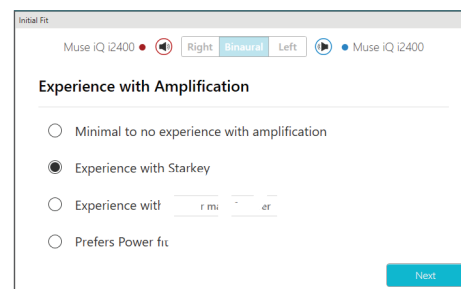 Initial Fit
Muse iQ i2400 Right Binaural Left Muse iQ i2400
Experience with Amplification
Minimal to no experience with amplification
Experience with Starkey
Experience
Prefers Power
Next